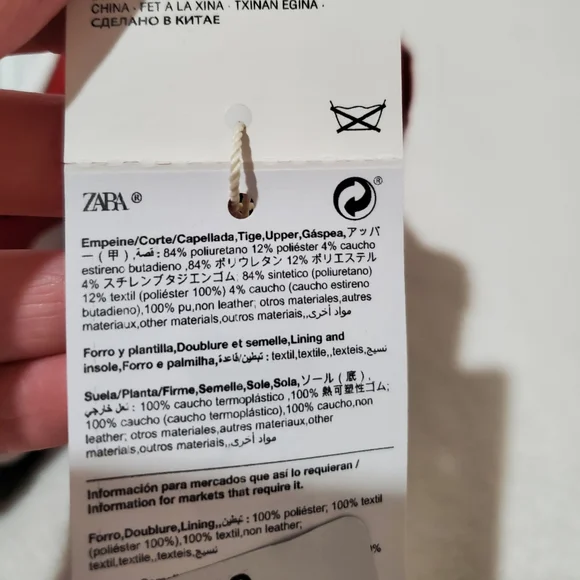 CHINA · FET A LA XINA · TXINAN EGINA ·
СДЕЛАНО В КИТАЕ
ZARA ®
®
Empeine/Corte/Capellada,Tige,Upper,Gáspea,アッパ
ー (甲) ,قصة : 84% poliuretano 12% poliéster 4% caucho
estireno butadieno ,84% ポリウレタン 12% ポリエステル
4% スチレンブタジエンゴム, 84% sintetico (poliuretano)
12% textil (poliéster 100%) 4% caucho (caucho estireno
butadieno),100% pu,non leather; otros materiales,autres
materiaux,other materials,outros materiais,,مواد أخرى
Forro y plantilla,Doublure et semelle,Lining and
insole,Forro e palmilha,تبطين/قاعدة : textil,textile,,texteis,نسيج
Suela/Planta/Firme,Semelle,Sole,Sola,ソール (底) ,
نعل خارجي : 100% caucho termoplástico ,100% 熱可塑性ゴム;
100% caucho (caucho termoplástico),100% caucho,non
leather; otros materiales,autres materiaux,other
materials,outros materiais,,مواد أخرى
Información para mercados que así lo requieran /
Information for markets that require it.
Forro,Doublure,Lining,,تبطين : 100% poliéster; 100% textil
(poliéster 100%),100% textil,non leather;
textil,textile,,texteis,نسيج
%